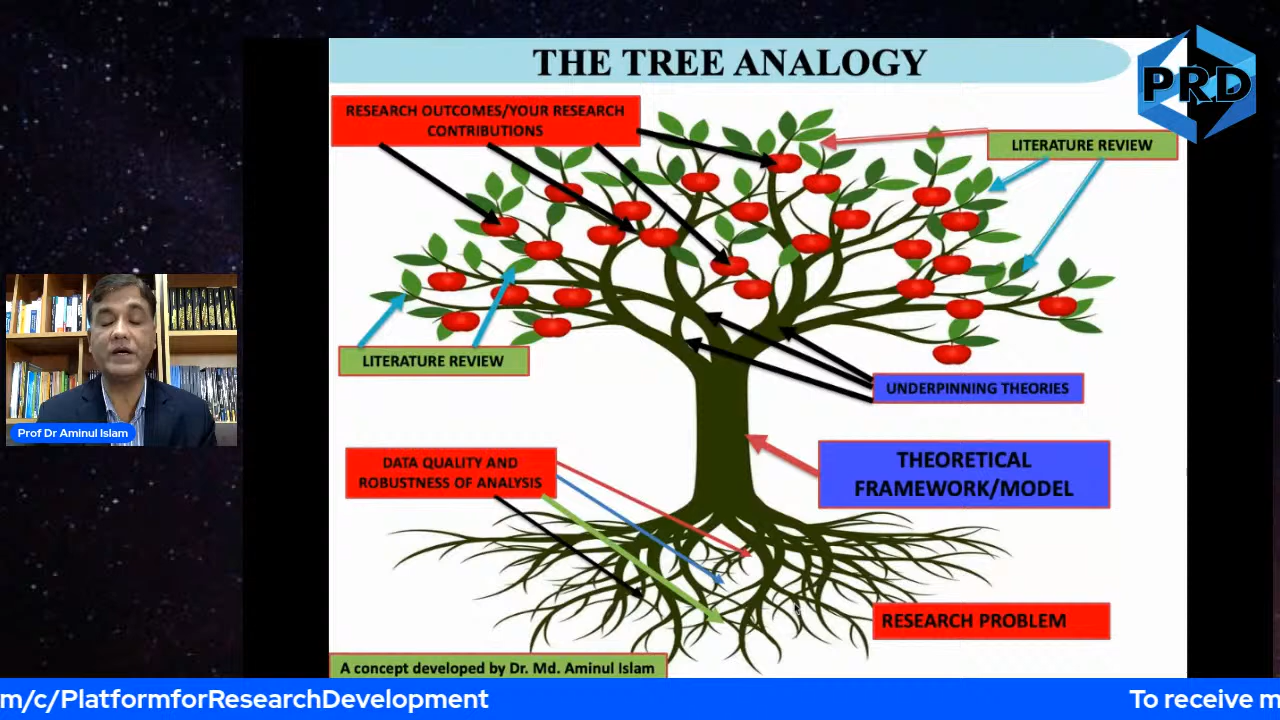 THE TREE ANALOGY
PRD
RESEARCH OUTCOMES/YOUR RESEARCH
CONTRIBUTIONS
LITERATURE REVIEW
LITERATURE REVIEW
UNDERPINNING THEORIES
Prof Dr Aminul Islam
DATA QUALITY AND
ROBUSTNESS OF ANALYSIS
THEORETICAL
FRAMEWORK/MODEL
RESEARCH PROBLEM
A concept developed by Dr. Md. Aminul Islam
m/c/PlatformforResearchDevelopment
To receive m